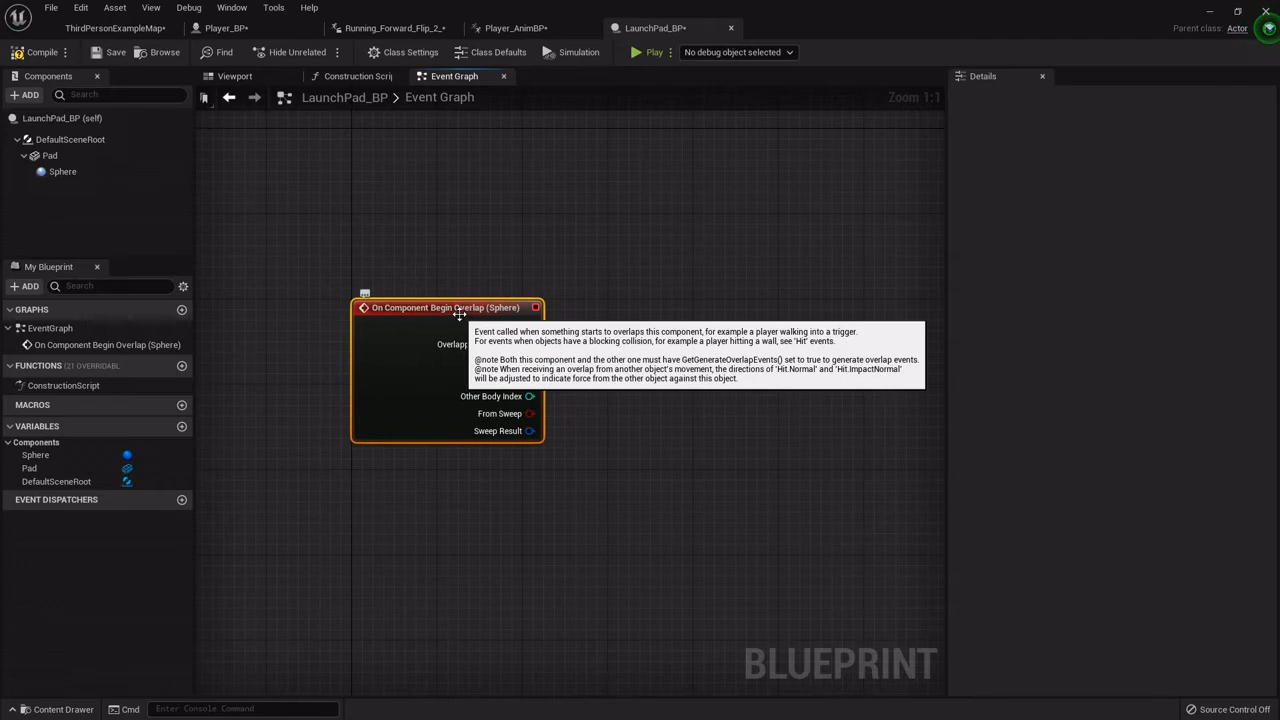 File Edit Asset View Debug Window Tools Help
ThirdPersonExampleMap* Player_BP* Running_Forward_Flip_2_* Player_AnimBP* LaunchPad_BP* Parent class: Actor
Compile Save Browse Find Hide Unrelated Class Settings Class Defaults Simulation Play No debug object selected
Components Viewport Construction Scrip Event Graph Details
ADD Search LaunchPad_BP > Event Graph Zoom 1:1
LaunchPad_BP (self)
DefaultSceneRoot
Pad
Sphere
My Blueprint
ADD Search
GRAPHS
EventGraph
On Component Begin Overlap (Sphere)
FUNCTIONS (21 OVERRIDABL
ConstructionScript
MACROS
VARIABLES
Components
Sphere
Pad
DefaultSceneRoot
EVENT DISPATCHERS
On Component Begin Overlap (Sphere)
Overlapp
Other Body Index
From Sweep
Sweep Result
Event called when something starts to overlaps this component, for example a player walking into a trigger.
For events when objects have a blocking collision, for example a player hitting a wall, see 'Hit' events.
@note Both this component and the other one must have GetGenerateOverlapEvents() set to true to generate overlap events.
@note When receiving an overlap from another object's movement, the directions of 'Hit.Normal' and 'Hit.ImpactNormal'
will be adjusted to indicate force from the other object against this object.
BLUEPRINT
Content Drawer Cmd Enter Console Command Source Control Off